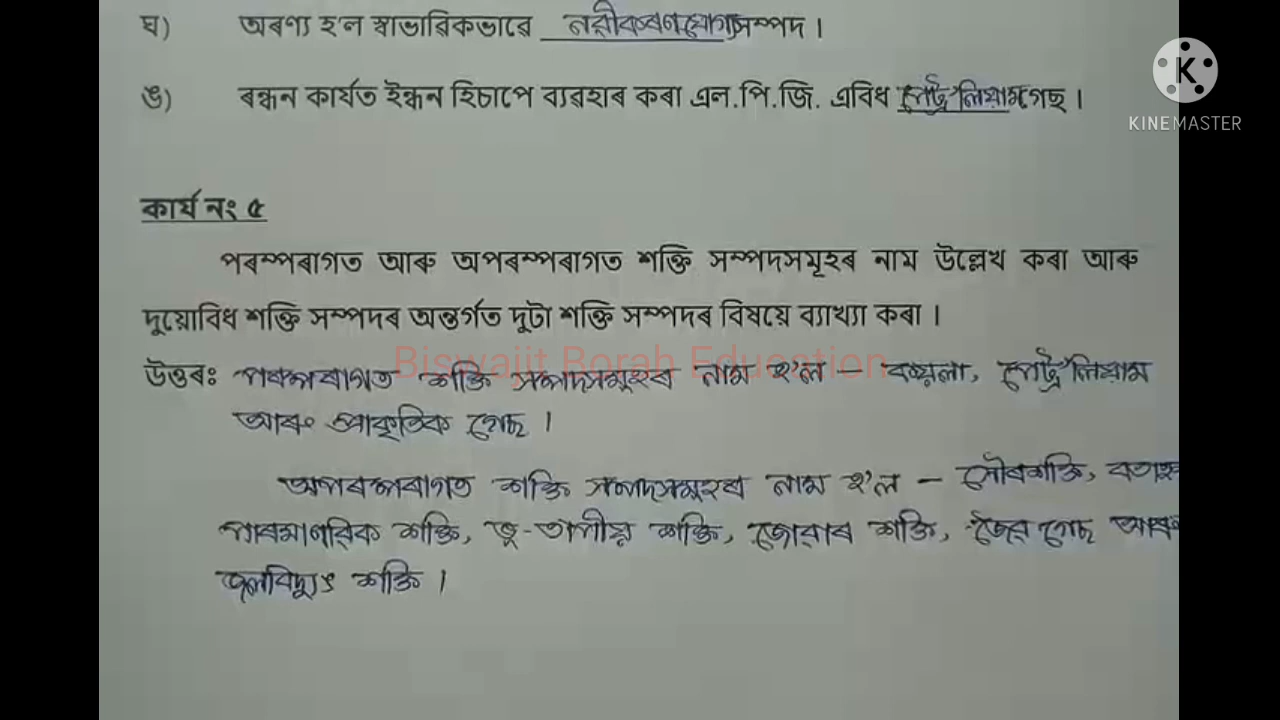 ঘ) অৰণ্য হ'ল স্বাভাৱিকভাৱে নৱীকৰণযোগ্য সম্পদ ।
ঙ) ৰন্ধন কাৰ্যত ইন্ধন হিচাপে ব্যৱহাৰ কৰা এল.পি.জি. এবিধ পেট্ৰ'লিয়াম গেছ ।
K
KINEMASTER
কাৰ্য নং ৫
পৰম্পৰাগত আৰু অপৰম্পৰাগত শক্তি সম্পদসমূহৰ নাম উল্লেখ কৰা আৰু
দুয়োবিধ শক্তি সম্পদৰ অন্তৰ্গত দুটা শক্তি সম্পদৰ বিষয়ে ব্যাখ্যা কৰা ।
Biswajit Borah Education
উত্তৰঃ পৰম্পৰাগত শক্তি সম্পদসমূহৰ নাম হ'ল – কয়লা, পেট্ৰ'লিয়াম
আৰু প্ৰাকৃতিক গেছ ।
অপৰম্পৰাগত শক্তি সম্পদসমূহৰ নাম হ'ল – সৌৰশক্তি,
পাৰমাণৱিক শক্তি, ভূ-তাপীয় শক্তি, জোৱাৰ শক্তি, জৈৱ গেছ আৰু
জলবিদ্যুৎ শক্তি ।